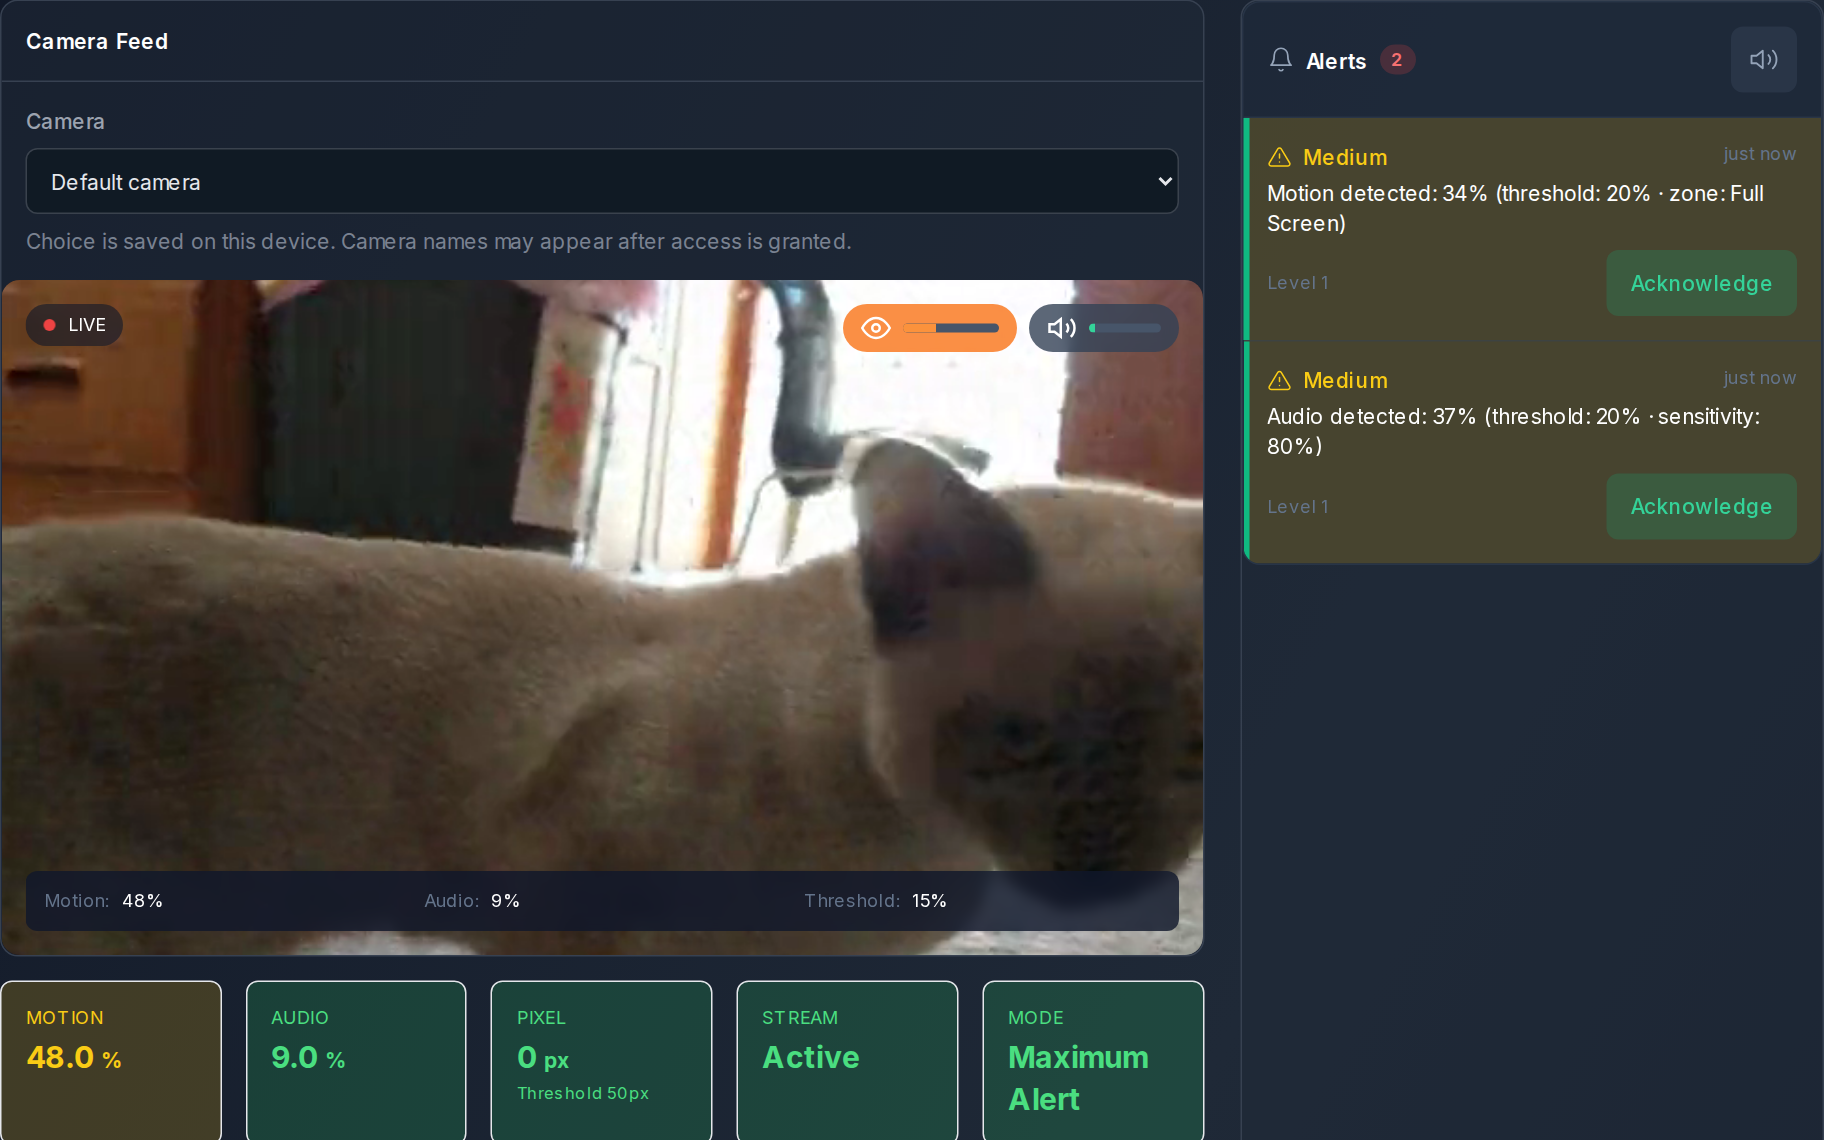 Camera Feed
Camera
Default camera
Choice is saved on this device. Camera names may appear after access is granted.
LIVE
Motion: 48%
Audio: 9%
Threshold: 15%
MOTION
48.0 %
AUDIO
9.0 %
PIXEL
0 px
Threshold 50px
STREAM
Active
MODE
Maximum
Alert
Alerts 2
Medium
just now
Motion detected: 34% (threshold: 20% · zone: Full
Screen)
Level 1
Acknowledge
Medium
just now
Audio detected: 37% (threshold: 20% · sensitivity:
80%)
Level 1
Acknowledge